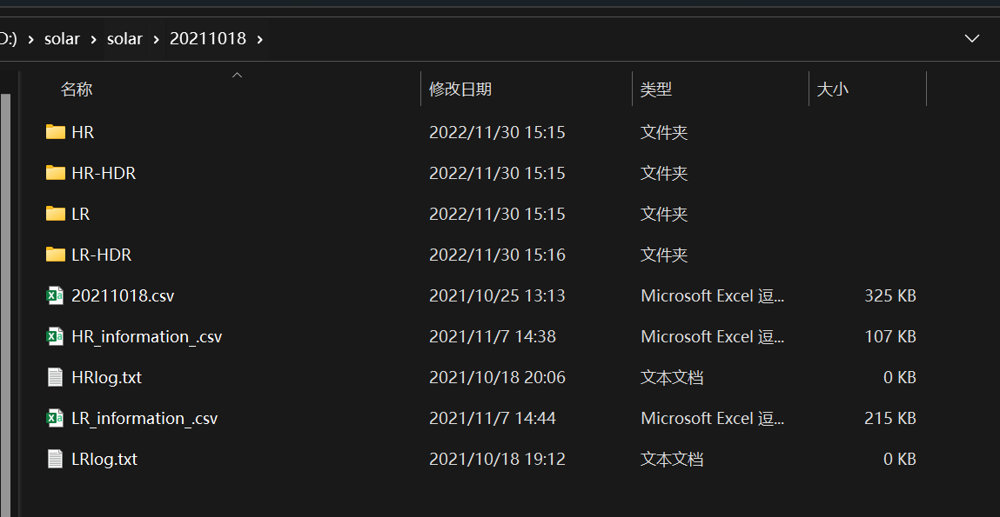 D:) › solar › solar › 20211018 ›
名称 修改日期 类型 大小
HR 2022/11/30 15:15 文件夹
HR-HDR 2022/11/30 15:15 文件夹
LR 2022/11/30 15:15 文件夹
LR-HDR 2022/11/30 15:16 文件夹
20211018.csv 2021/10/25 13:13 Microsoft Excel 逗... 325 KB
HR_information_.csv 2021/11/7 14:38 Microsoft Excel 逗... 107 KB
HRlog.txt 2021/10/18 20:06 文本文档 0 KB
LR_information_.csv 2021/11/7 14:44 Microsoft Excel 逗... 215 KB
LRlog.txt 2021/10/18 19:12 文本文档 0 KB